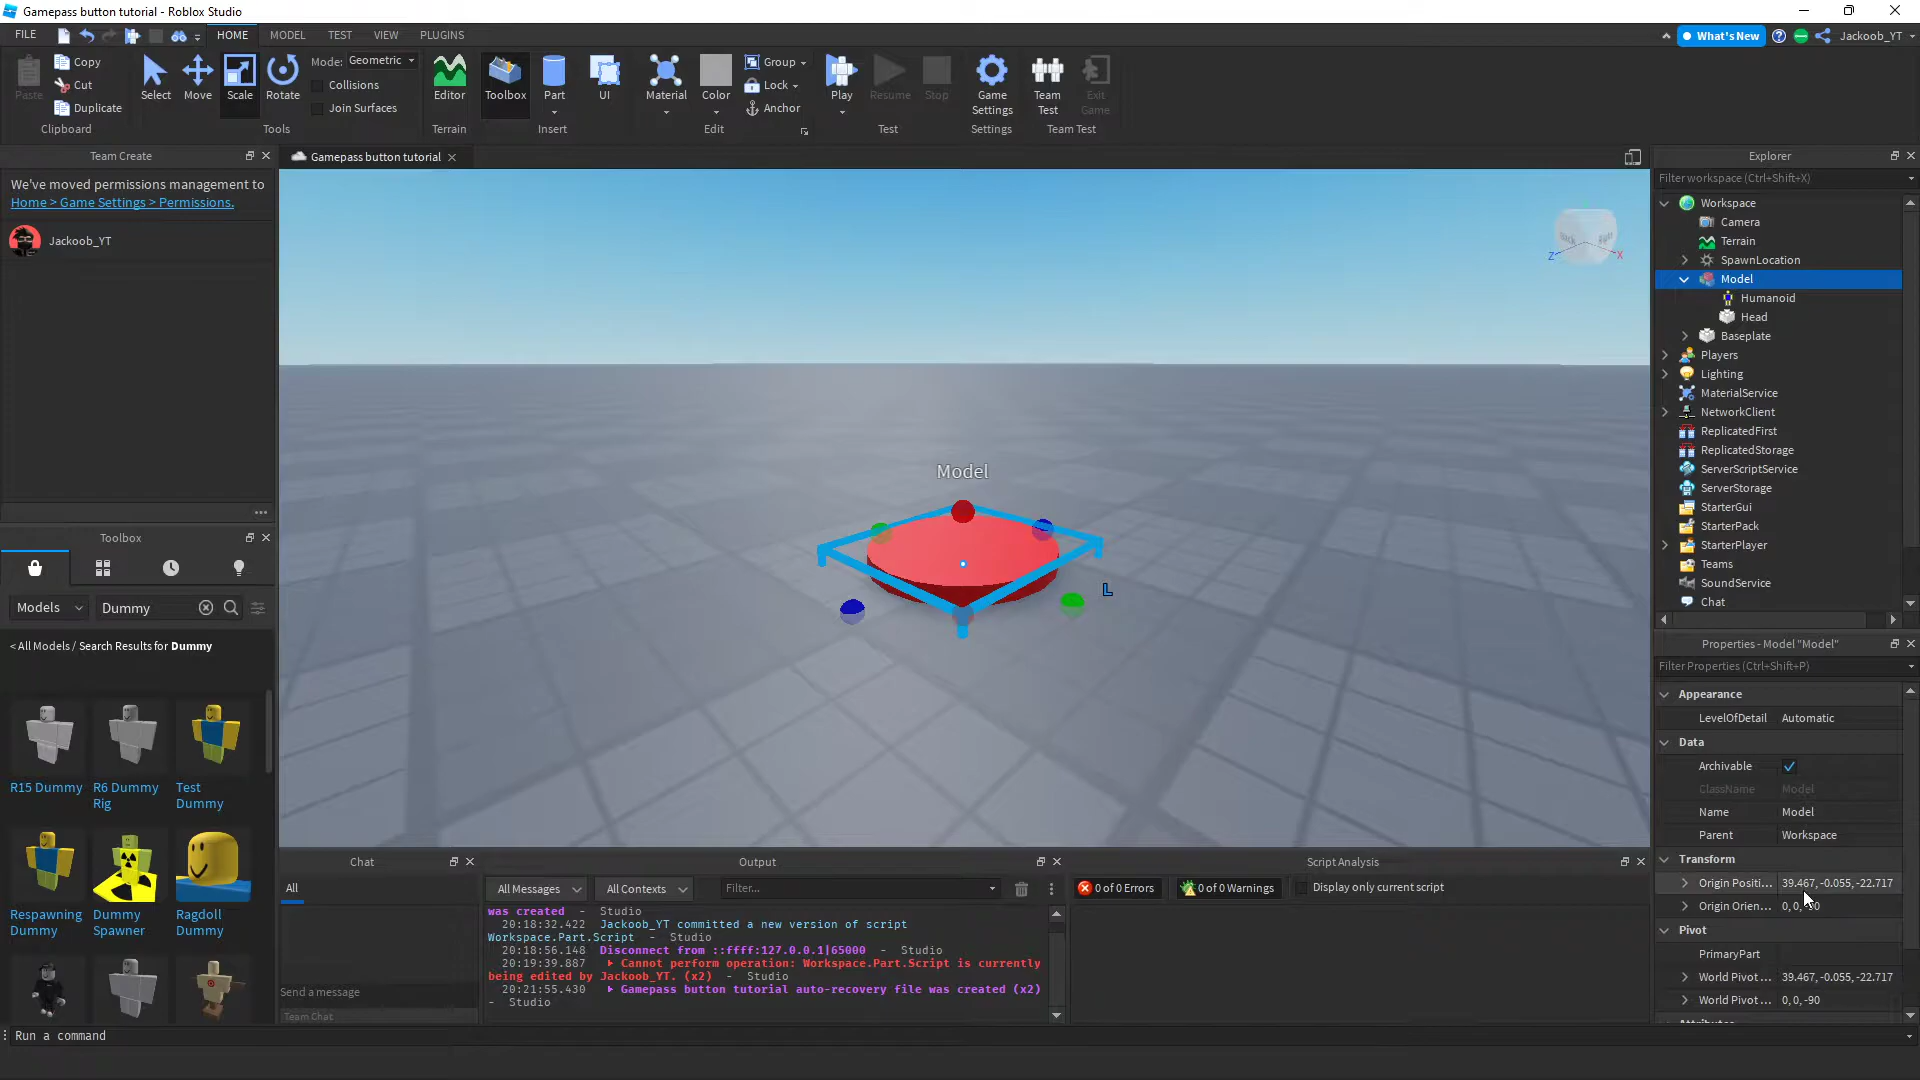 Gamepass button tutorial - Roblox Studio
FILE
HOME
MODEL
TEST
VIEW
PLUGINS
What's New
Jackoob_YT
Paste
Copy
Cut
Duplicate
Clipboard
Select
Move
Scale
Rotate
Mode: Geometric
Collisions
Join Surfaces
Tools
Editor
Terrain
Toolbox
Part
UI
Insert
Material
Color
Group
Lock
Anchor
Edit
Play
Resume
Stop
Test
Game
Settings
Settings
Team
Test
Exit
Game
Team Test
Team Create
We've moved permissions management to
Home > Game Settings > Permissions.
Jackoob_YT
Toolbox
Models
Dummy
< All Models / Search Results for Dummy
R15 Dummy
R6 Dummy
Rig
Test
Dummy
Respawning
Dummy
Dummy
Spawner
Ragdoll
Dummy
Gamepass button tutorial
Model
L
Back
Z
X
Chat
All
Send a message
Team Chat
Output
All Messages
All Contexts
Filter...
was created - Studio
20:18:32.422 Jackoob_YT committed a new version of script
Workspace.Part.Script - Studio
20:18:56.148 Disconnect from ::ffff:127.0.0.1|65000 - Studio
20:19:39.887 Cannot perform operation: Workspace.Part.Script is currently
being edited by Jackoob_YT. (x2) - Studio
20:21:55.430 Gamepass button tutorial auto-recovery file was created (x2)
- Studio
Script Analysis
0 of 0 Errors
0 of 0 Warnings
Display only current script
Explorer
Filter workspace (Ctrl+Shift+X)
Workspace
Camera
Terrain
SpawnLocation
Model
Humanoid
Head
Baseplate
Players
Lighting
MaterialService
NetworkClient
ReplicatedFirst
ReplicatedStorage
ServerScriptService
ServerStorage
StarterGui
StarterPack
StarterPlayer
Teams
SoundService
Chat
Properties - Model "Model"
Filter Properties (Ctrl+Shift+P)
Appearance
LevelOfDetail Automatic
Data
Archivable
ClassName Model
Name Model
Parent Workspace
Transform
Origin Positi... 39.467, -0.055, -22.717
Origin Orien... 0, 0, -90
Pivot
PrimaryPart
World Pivot ... 39.467, -0.055, -22.717
World Pivot ... 0, 0, -90
Run a command